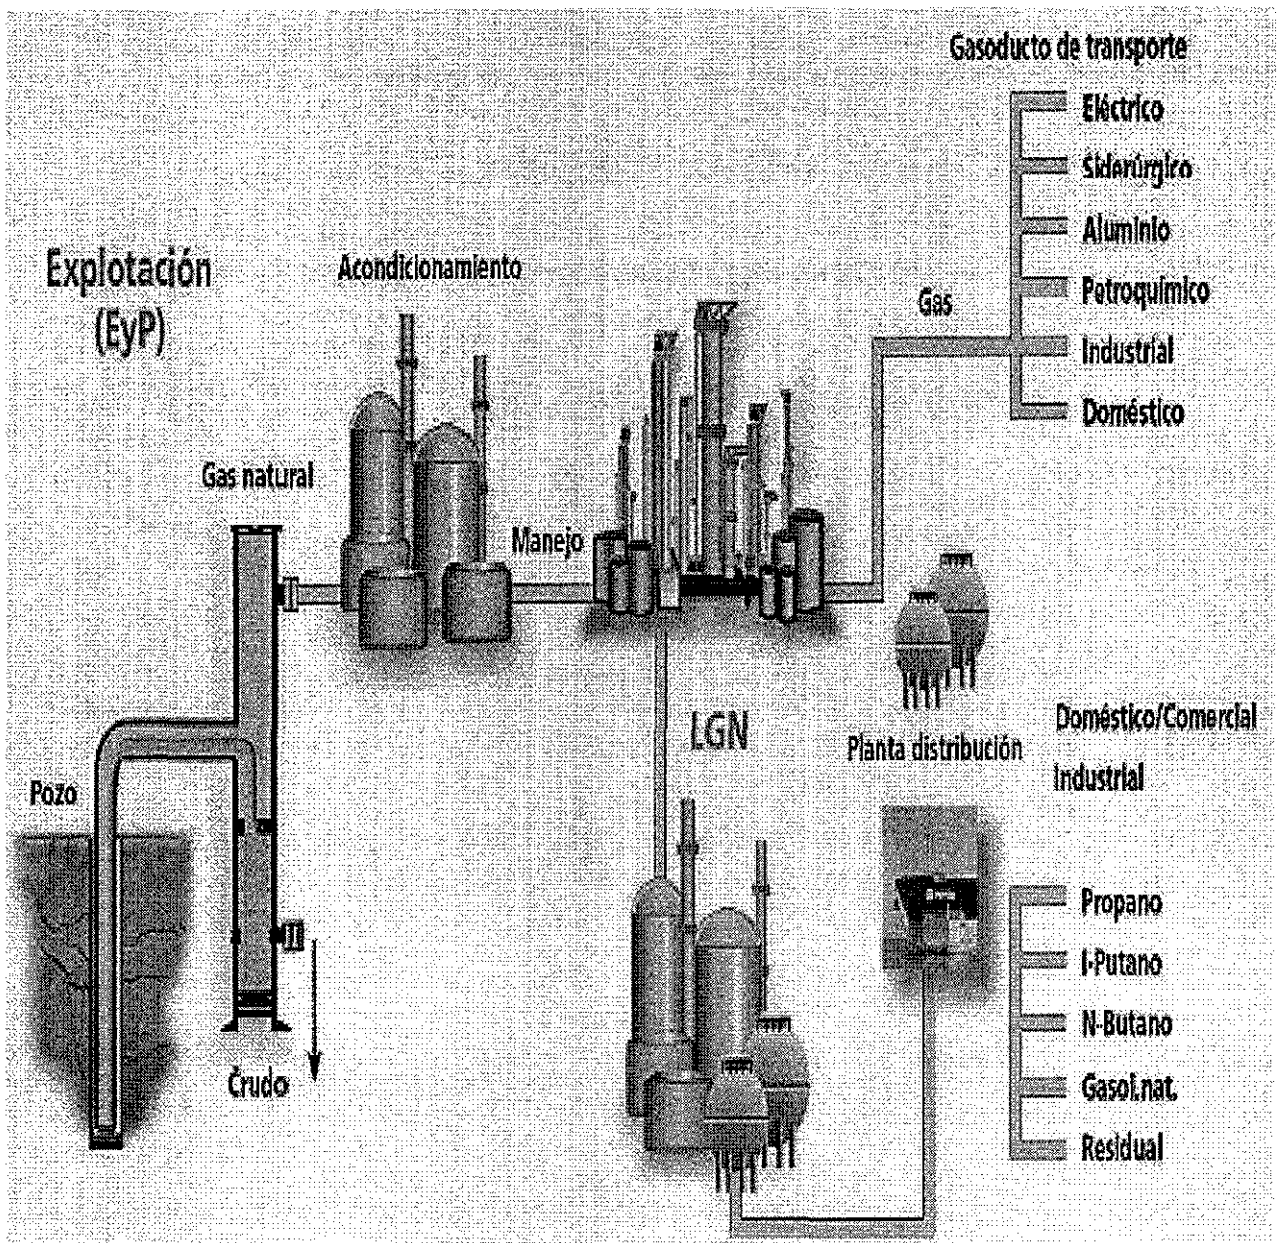 Gasoducto de transporte
Eléctrico
Siderúrgico
Aluminio
Petroquímico
Industrial
Doméstico
Gas
Explotación
(EyP)
Acondicionamiento
Gas natural
Manejo
Pozo
Crudo
LGN
Planta distribución
Doméstico/Comercial
Industrial
Propano
I-Putano
N-Butano
Gasol.nat.
Residual